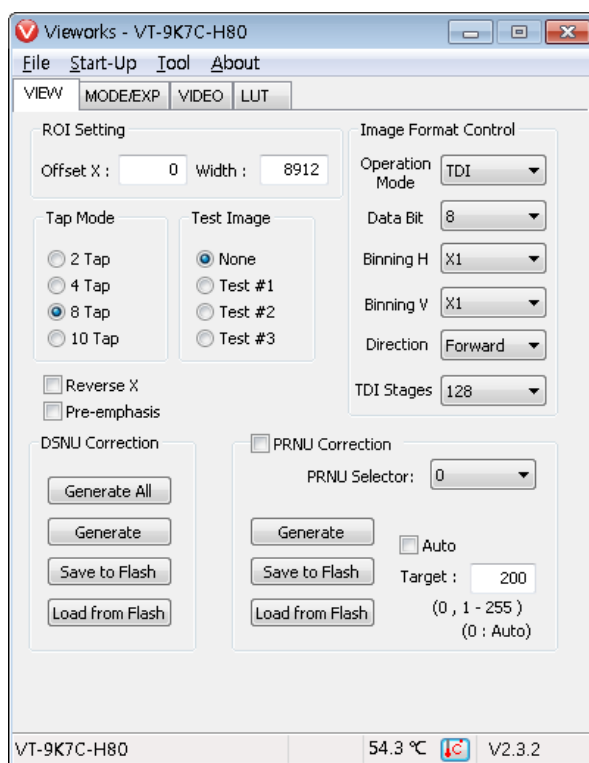 Vieworks - VT-9K7C-H80
File Start-Up Tool About
VIEW MODE/EXP VIDEO LUT
ROI Setting
Offset X : 0 Width : 8912
Image Format Control
Operation Mode TDI
Data Bit 8
Binning H X1
Binning V X1
Direction Forward
TDI Stages 128
Tap Mode
2 Tap
4 Tap
8 Tap
10 Tap
Test Image
None
Test #1
Test #2
Test #3
Reverse X
Pre-emphasis
DSNU Correction
Generate All
Generate
Save to Flash
Load from Flash
PRNU Correction
PRNU Selector: 0
Generate
Save to Flash
Load from Flash
Auto
Target : 200
(0 , 1 - 255 )
(0 : Auto)
VT-9K7C-H80 54.3 ℃ C V2.3.2